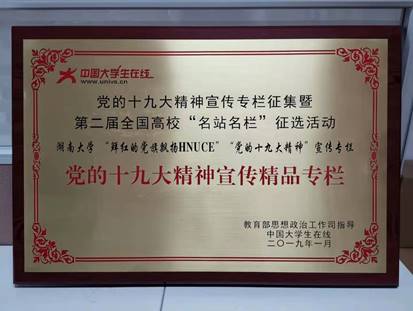 中国大学生在线
www.univs.cn
党的十九大精神宣传专栏征集暨
第二届全国高校“名站名栏”征选活动
湖南大学“鲜红的党旗飘扬HNUCE”“党的十九大精神”宣传专栏
党的十九大精神宣传精品专栏
教育部思想政治工作司指导
中国大学生在线
二〇一九年一月